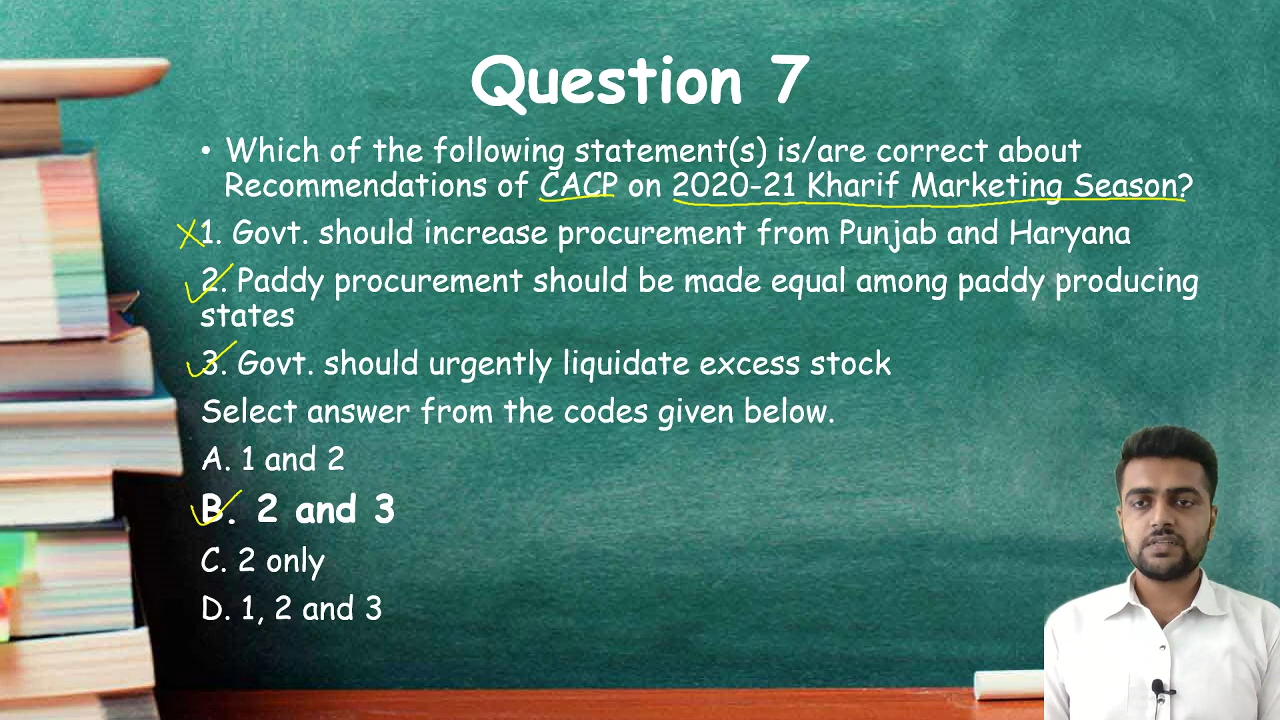 Question 7
• Which of the following statement(s) is/are correct about
Recommendations of CACP on 2020-21 Kharif Marketing Season?
1. Govt. should increase procurement from Punjab and Haryana
2. Paddy procurement should be made equal among paddy producing
states
3. Govt. should urgently liquidate excess stock
Select answer from the codes given below.
A. 1 and 2
B. 2 and 3
C. 2 only
D. 1, 2 and 3